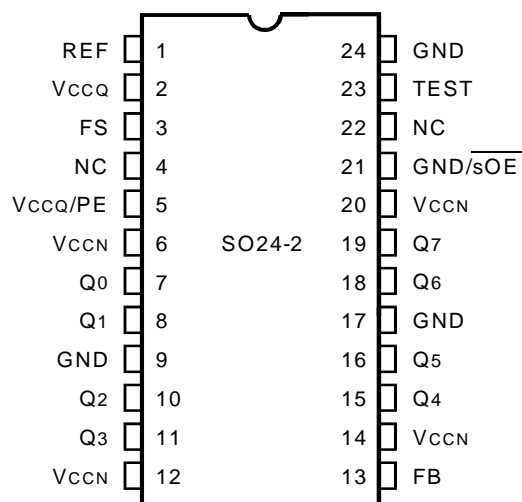 REF 1 24 GND
VCCQ 2 23 TEST
FS 3 22 NC
NC 4 21 GND/sOE
VCCQ/PE 5 20 VCCN
VCCN 6 SO24-2 19 Q7
Q0 7 18 Q6
Q1 8 17 GND
GND 9 16 Q5
Q2 10 15 Q4
Q3 11 14 VCCN
VCCN 12 13 FB